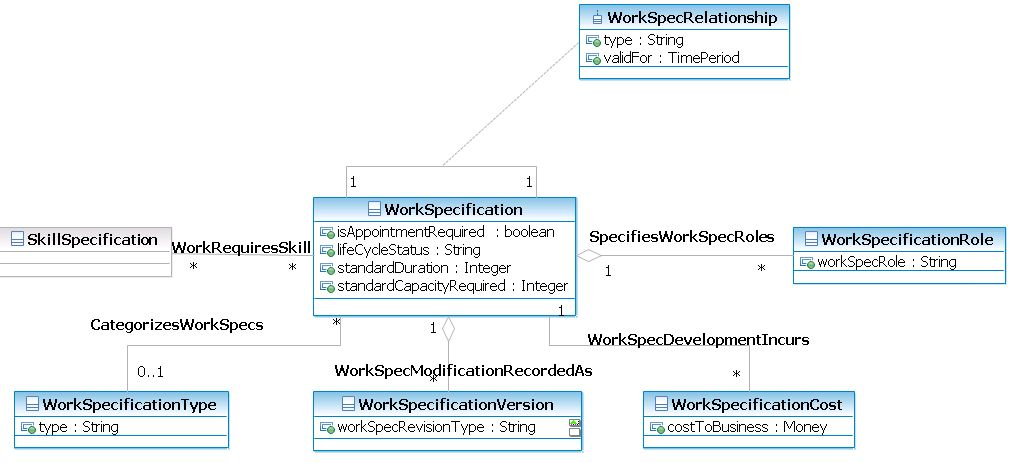 WorkSpecRelationship
type : String
validFor : TimePeriod
1 1
WorkSpecification
isAppointmentRequired : boolean
lifeCycleStatus : String
standardDuration : Integer
standardCapacityRequired : Integer
SkillSpecification
WorkRequiresSkill
* *
SpecifiesWorkSpecRoles
1 *
WorkSpecificationRole
workSpecRole : String
CategorizesWorkSpecs
*
0..1
1
WorkSpecModificationRecordedAs
*
1
WorkSpecDevelopmentIncurs
*
WorkSpecificationType
type : String
WorkSpecificationVersion
workSpecRevisionType : String
WorkSpecificationCost
costToBusiness : Money